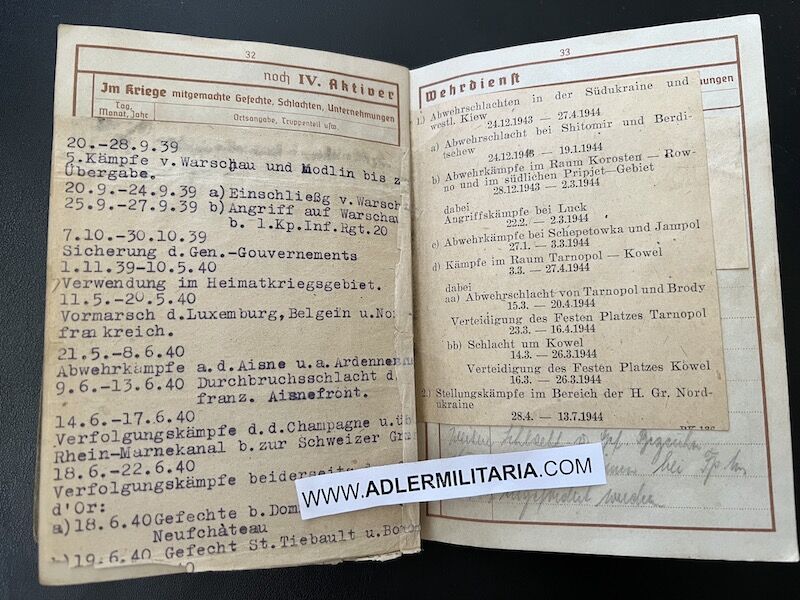 32
noch IV. Aktiver
Im Kriege mitgemachte Gefechte, Schlachten, Unternehmungen
Tag, Monat, Jahr
Ortsangabe, Truppenteil usw.
20.-28.9.39
5.Kämpfe v.Warschau und Modlin bis z
Übergabe.
20.9.-24.9.39 a)Einschließg v.Warsch
25.9.-27.9.39 b)Angriff auf Warschau
b. 1.Kp.Inf.Rgt.20
7.10.-30.10.39
Sicherung d.Gen.-Gouvernements
1.11.39-10.5.40
Verwendung im Heimatkriegsgebiet.
11.5.-20.5.40
Vormarsch d.Luxemburg,Belgein u.No
frankreich.
21.5.-8.6.40
Abwehrkämpfe a.d.Aisne u.a.Ardennen
9.6.-13.6.40 Durchbruchsschlacht d.
franz. Aisnefront.
14.6.-17.6.40
Verfolgungskämpfe d.d.Champagne u.üb
Rhein-Marnekanal b.zur Schweizer Gr
18.6.-22.6.40
Verfolgungskämpfe beiderseits
d'Or:
a)18.6.40Gefechte b.Dom
Neufchàteau
19.6.40 Gefecht St.Tiebault u.Bo
33
Wehrdienst
nungen
1.) Abwehrschlachten in der Südukraine und
westl. Kiew
24.12.1943 — 27.4.1944
a) Abwehrschlacht bei Shitomir und Berdi-
tschew
24.12.1943 — 19.1.1944
b) Abwehrkämpfe im Raum Korosten — Row-
no und im südlichen Pripjet-Gebiet
28.12.1943 — 2.3.1944
dabei
Angriffskämpfe bei Luck
22.2. — 2.3.1944
c) Abwehrkämpfe bei Schepetowka und Jampol
27.1. — 3.3.1944
d) Kämpfe im Raum Tarnopol — Kowel
3.3. — 27.4.1944
dabei
aa) Abwehrschlacht von Tarnopol und Brody
15.3. — 20.4.1944
Verteidigung des Festen Platzes Tarnopol
23.3. — 16.4.1944
bb) Schlacht um Kowel
14.3. — 26.3.1944
Verteidigung des Festen Platzes Kowel
16.3. — 26.3.1944
2.) Stellungskämpfe im Bereich der H. Gr. Nord-
ukraine
28.4. — 13.7.1944
bei
werden
WWW.ADLERMILITARIA.COM